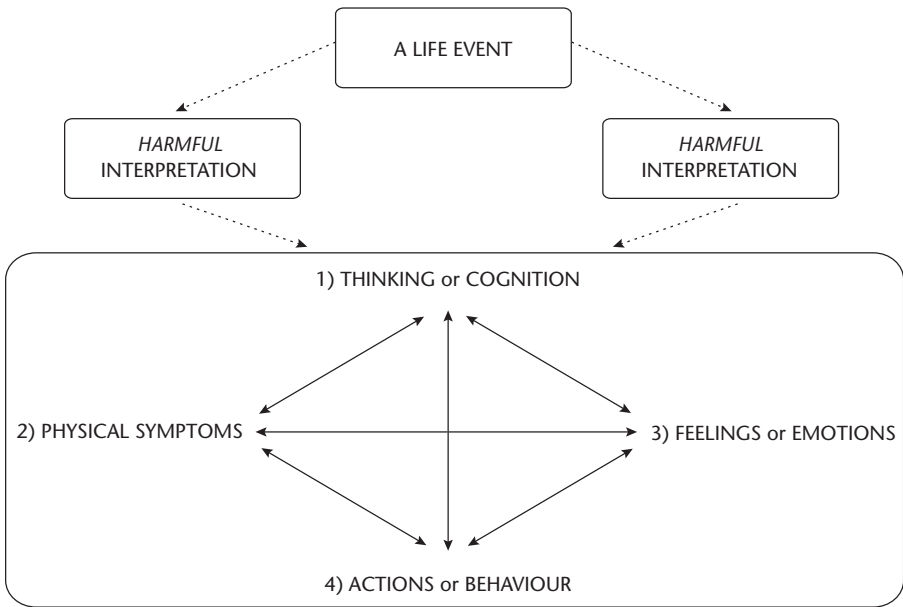 A LIFE EVENT
HARMFUL
INTERPRETATION
HARMFUL
INTERPRETATION
1) THINKING or COGNITION
2) PHYSICAL SYMPTOMS
3) FEELINGS or EMOTIONS
4) ACTIONS or BEHAVIOUR